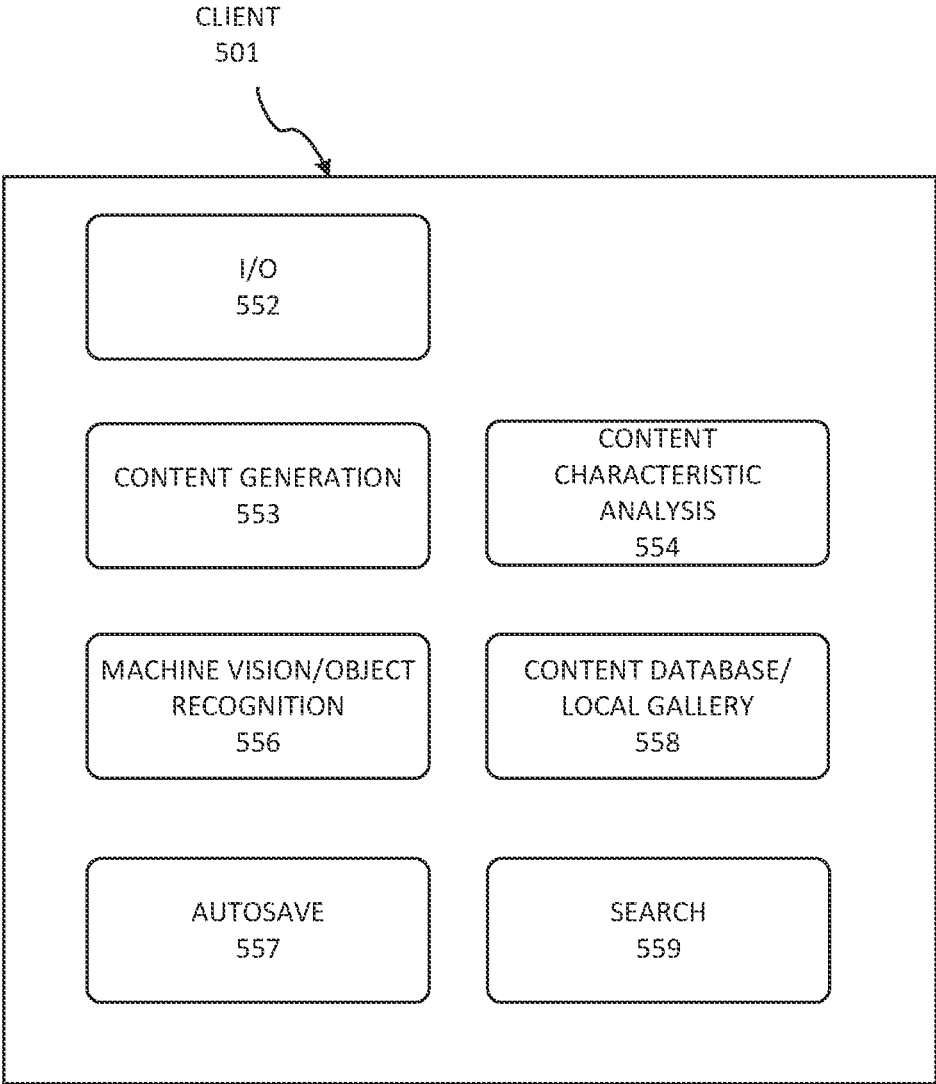 CLIENT
501
I/O
552
CONTENT GENERATION
553
CONTENT
CHARACTERISTIC
ANALYSIS
554
MACHINE VISION/OBJECT
RECOGNITION
556
CONTENT DATABASE/
LOCAL GALLERY
558
AUTOSAVE
557
SEARCH
559